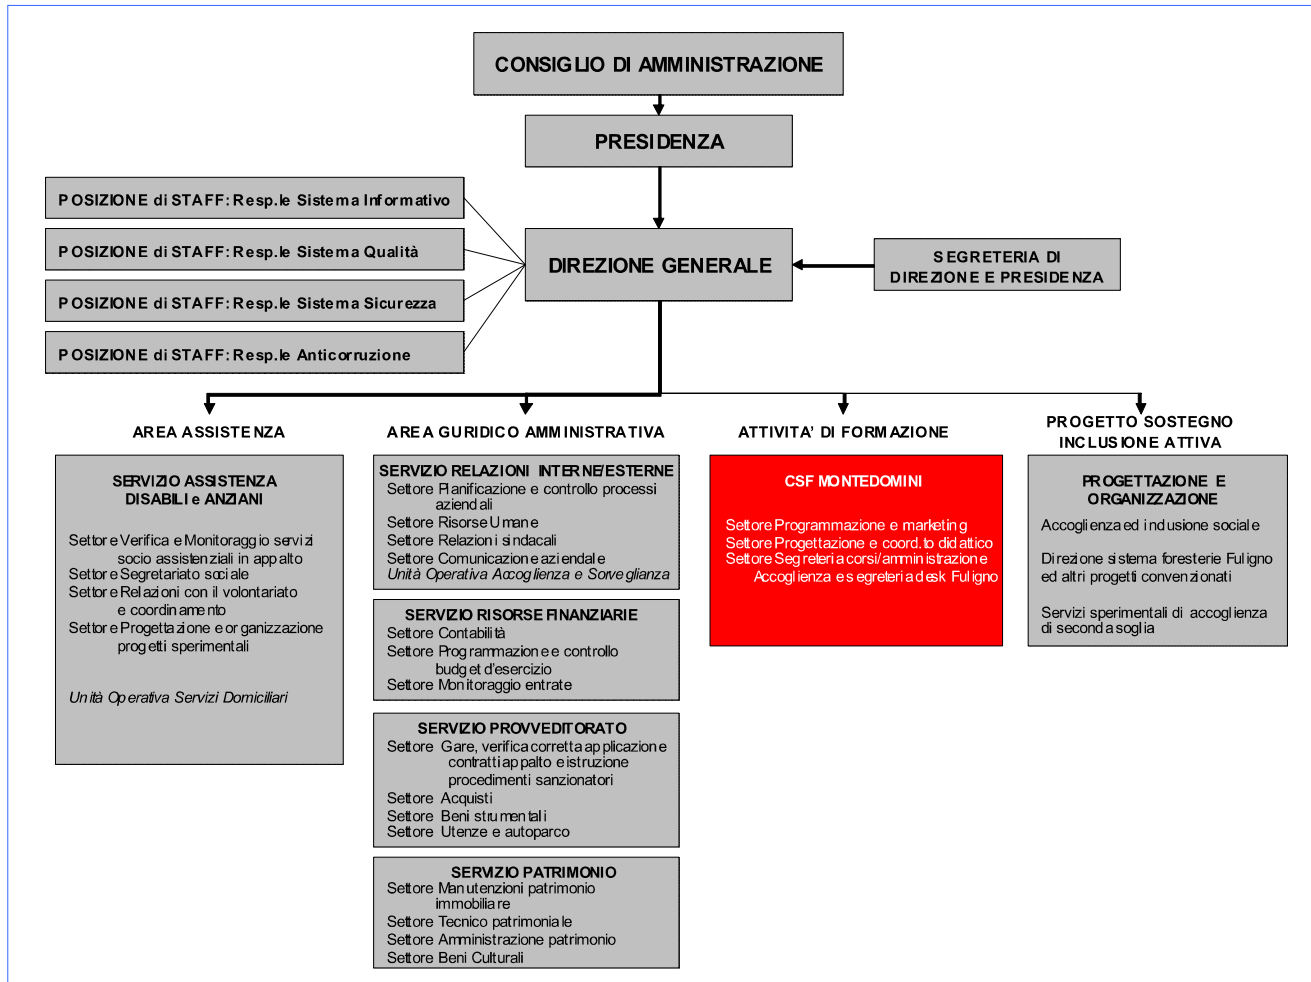 CONSIGLIO DI AMMINISTRAZIONE
PRESIDENZA
POSIZIONE di STAFF: Resp.le Sistema Informativo
POSIZIONE di STAFF: Resp.le Sistema Qualità
POSIZIONE di STAFF: Resp.le Sistema Sicurezza
POSIZIONE di STAFF: Resp.le Anticorruzione
DIREZIONE GENERALE
SEGRETERIA DI
DIREZIONE E PRESIDENZA
AREA ASSISTENZA
SERVIZIO ASSISTENZA
DISABILI e ANZIANI
Settore Verifica e Monitoraggio servizi
socio assistenziali in appalto
Settore Segretariato sociale
Settore Relazioni con il volontariato
e coordinamento
Settore Progettazione e organizzazione
progetti sperimentali
Unità Operativa Servizi Domiciliari
AREA GURIDICO AMMINISTRATIVA
SERVIZIO RELAZIONI INTERNE/ESTERNE
Settore Pianificazione e controllo processi
aziendali
Settore Risorse Umane
Settore Relazioni sindacali
Settore Comunicazione aziendale
Unità Operativa Accoglienza e Sorveglianza
SERVIZIO RISORSE FINANZIARIE
Settore Contabilità
Settore Programmazione e controllo
budget d'esercizio
Settore Monitoraggio entrate
SERVIZIO PROVVEDITORATO
Settore Gare, verifica corretta applicazione
contratti appalto e istruzione
procedimenti sanzionatori
Settore Acquisti
Settore Beni strumentali
Settore Utenze e autoparco
SERVIZIO PATRIMONIO
Settore Manutenzioni patrimonio
immobiliare
Settore Tecnico patrimoniale
Settore Amministrazione patrimonio
Settore Beni Culturali
ATTIVITA' DI FORMAZIONE
CSF MONTEDOMINI
Settore Programmazione e marketing
Settore Progettazione e coord.to didattico
Settore Segreteria corsi/amministrazione
Accoglienza e segreteria desk Fuligno
PROGETTO SOSTEGNO
INCLUSIONE ATTIVA
PROGETTAZIONE E
ORGANIZZAZIONE
Accoglienza ed indusione sociale
Direzione sistema foresterie Fuligno
ed altri progetti convenzionati
Servizi sperimentali di accoglienza
di seconda soglia